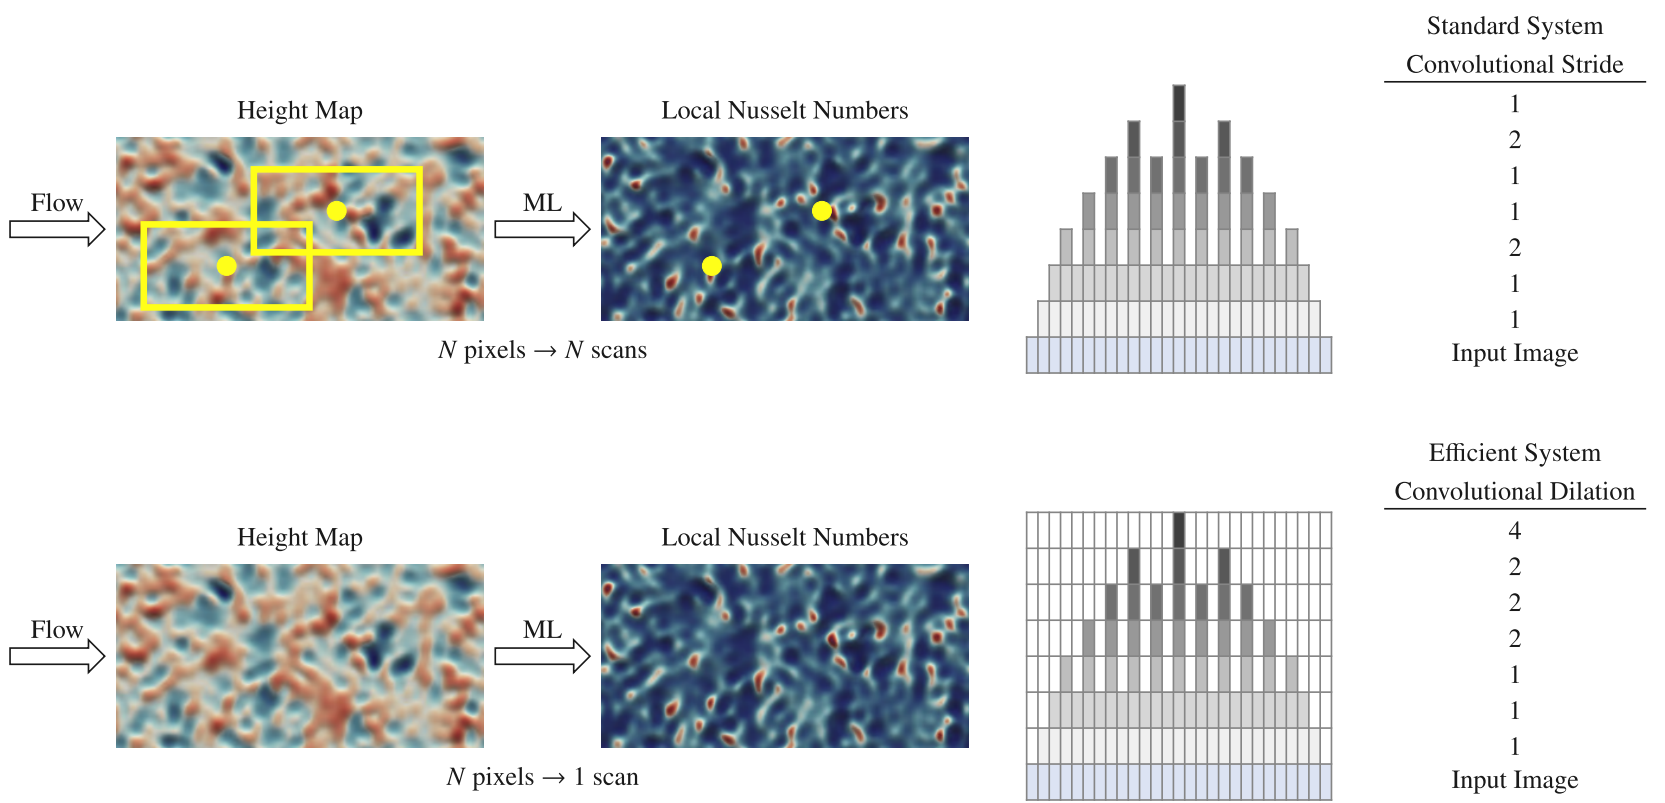 Standard System
Convolutional Stride
Height Map
Local Nusselt Numbers
1
2
1
1
2
1
1
Input Image
Flow
ML
N pixels → N scans
Efficient System
Convolutional Dilation
Height Map
Local Nusselt Numbers
4
2
2
2
1
1
1
Input Image
Flow
ML
N pixels → 1 scan